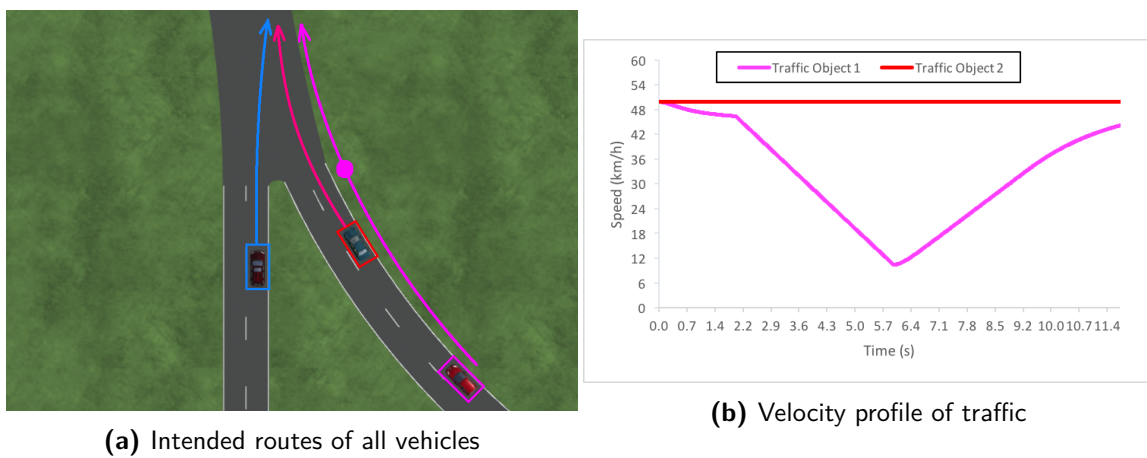 60
54
48
42
36
30
24
18
12
6
0
Speed (km/h)
Traffic Object 1
Traffic Object 2
0.0 0.7 1.4 2.2 2.9 3.6 4.3 5.0 5.7 6.4 7.1 7.8 8.5 9.2 10.0 10.7 11.4
Time (s)
(a) Intended routes of all vehicles
(b) Velocity profile of traffic